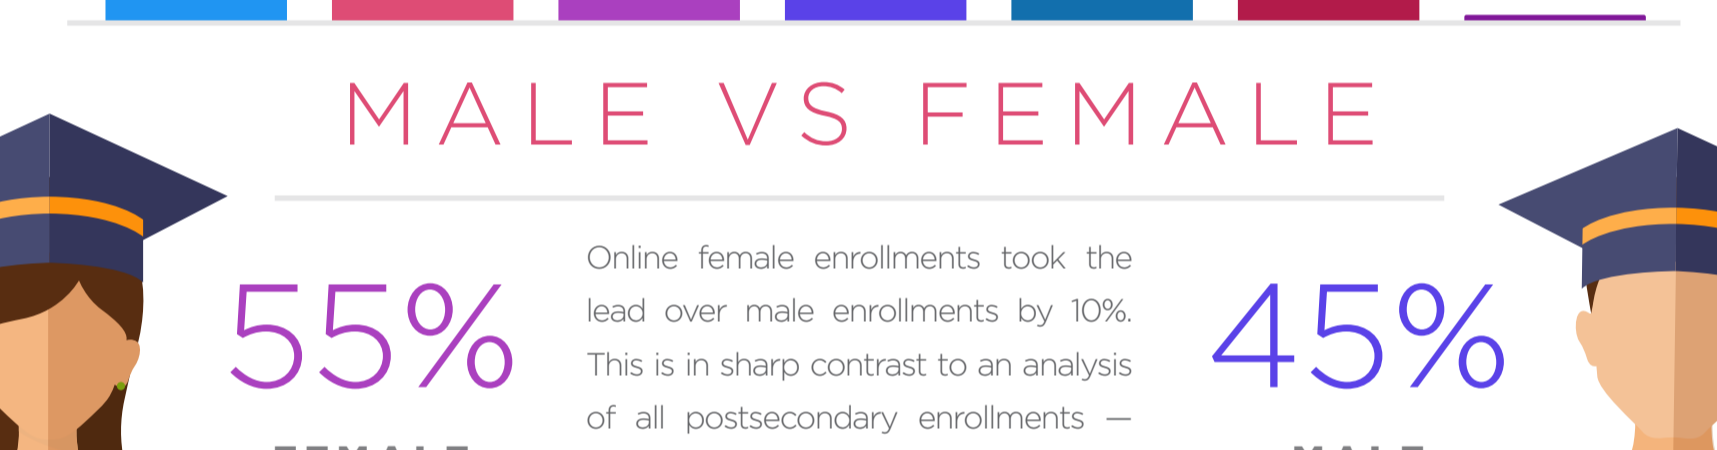 MALE VS FEMALE
55%
Online female enrollments took the
lead over male enrollments by 10%.
This is in sharp contrast to an analysis
of all postsecondary enrollments —
45%